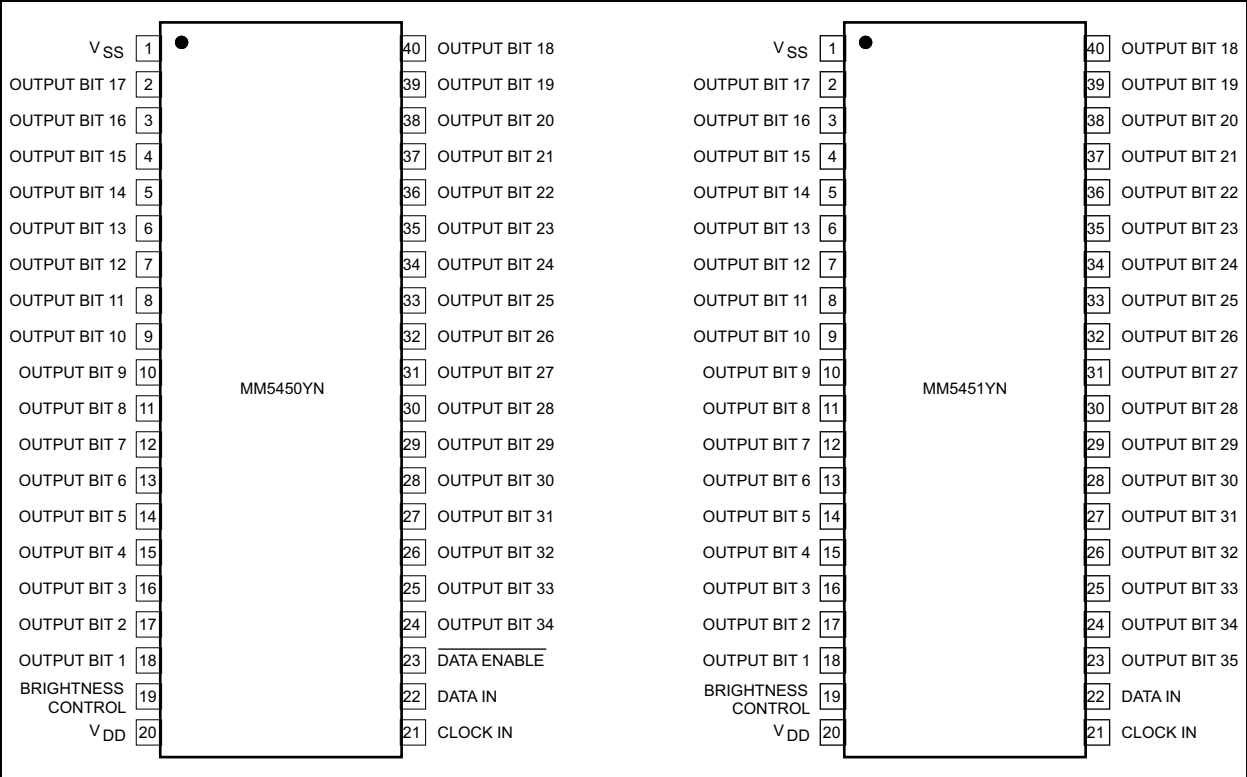 VSS 1 40 OUTPUT BIT 18
OUTPUT BIT 17 2 39 OUTPUT BIT 19
OUTPUT BIT 16 3 38 OUTPUT BIT 20
OUTPUT BIT 15 4 37 OUTPUT BIT 21
OUTPUT BIT 14 5 36 OUTPUT BIT 22
OUTPUT BIT 13 6 35 OUTPUT BIT 23
OUTPUT BIT 12 7 34 OUTPUT BIT 24
OUTPUT BIT 11 8 33 OUTPUT BIT 25
OUTPUT BIT 10 9 32 OUTPUT BIT 26
OUTPUT BIT 9 10 31 OUTPUT BIT 27
MM5450YN
OUTPUT BIT 8 11 30 OUTPUT BIT 28
OUTPUT BIT 7 12 29 OUTPUT BIT 29
OUTPUT BIT 6 13 28 OUTPUT BIT 30
OUTPUT BIT 5 14 27 OUTPUT BIT 31
OUTPUT BIT 4 15 26 OUTPUT BIT 32
OUTPUT BIT 3 16 25 OUTPUT BIT 33
OUTPUT BIT 2 17 24 OUTPUT BIT 34
OUTPUT BIT 1 18 23 DATA ENABLE
BRIGHTNESS
CONTROL 19 22 DATA IN
VDD 20 21 CLOCK IN
VSS 1 40 OUTPUT BIT 18
OUTPUT BIT 17 2 39 OUTPUT BIT 19
OUTPUT BIT 16 3 38 OUTPUT BIT 20
OUTPUT BIT 15 4 37 OUTPUT BIT 21
OUTPUT BIT 14 5 36 OUTPUT BIT 22
OUTPUT BIT 13 6 35 OUTPUT BIT 23
OUTPUT BIT 12 7 34 OUTPUT BIT 24
OUTPUT BIT 11 8 33 OUTPUT BIT 25
OUTPUT BIT 10 9 32 OUTPUT BIT 26
OUTPUT BIT 9 10 31 OUTPUT BIT 27
MM5451YN
OUTPUT BIT 8 11 30 OUTPUT BIT 28
OUTPUT BIT 7 12 29 OUTPUT BIT 29
OUTPUT BIT 6 13 28 OUTPUT BIT 30
OUTPUT BIT 5 14 27 OUTPUT BIT 31
OUTPUT BIT 4 15 26 OUTPUT BIT 32
OUTPUT BIT 3 16 25 OUTPUT BIT 33
OUTPUT BIT 2 17 24 OUTPUT BIT 34
OUTPUT BIT 1 18 23 OUTPUT BIT 35
BRIGHTNESS
CONTROL 19 22 DATA IN
VDD 20 21 CLOCK IN